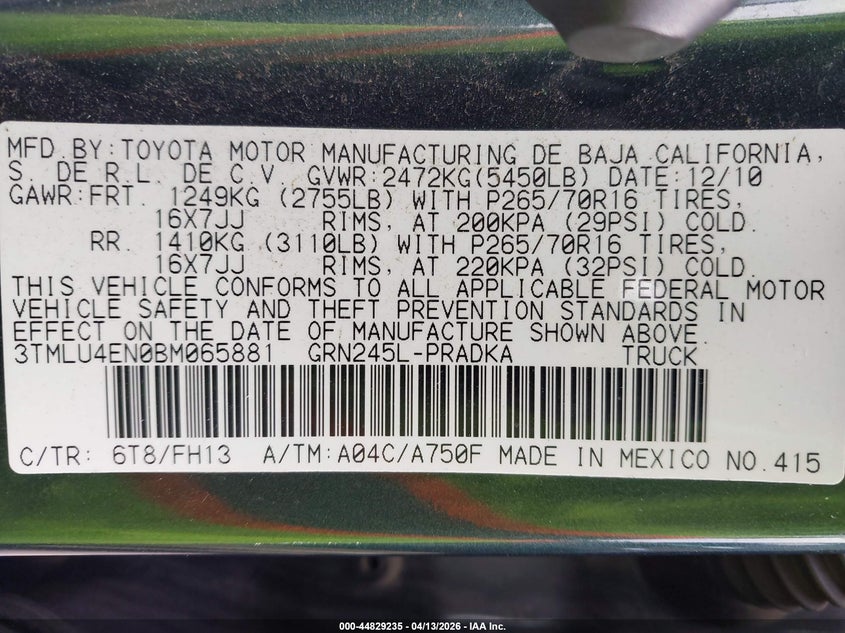 MFD.BY:TOYOTA MOTOR MANUFACTURING DE BAJA CALIFORNIA,
S. DE R.L. DE C.V. GVWR:2472KG(5450LB) DATE:12/10
GAWR:FRT. 1249KG (2755LB) WITH P265/70R16 TIRES,
16X7JJ RIMS, AT 200KPA (29PSI) COLD.
RR. 1410KG (3110LB) WITH P265/70R16 TIRES,
16X7JJ RIMS, AT 220KPA (32PSI) COLD.
THIS VEHICLE CONFORMS TO ALL APPLICABLE FEDERAL MOTOR
VEHICLE SAFETY AND THEFT PREVENTION STANDARDS IN
EFFECT ON THE DATE OF MANUFACTURE SHOWN ABOVE.
3TMLU4EN0BM065881 GRN245L-PRADKA TRUCK
C/TR: 6T8/FH13 A/TM:A04C/A750F MADE IN MEXICO NO.415
000-44829235 - 04/13/2026 - IAA Inc.